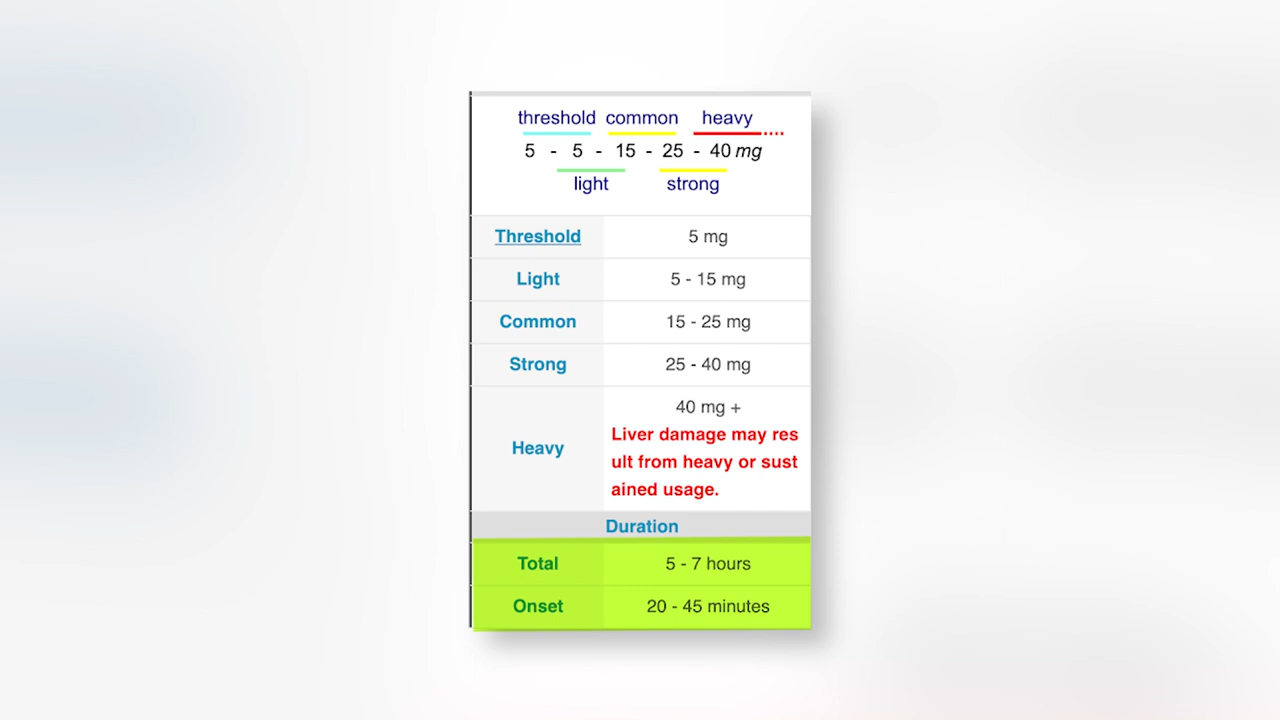 threshold common heavy
5 - 5 - 15 - 25 - 40 mg
light strong
Threshold 5 mg
Light 5 - 15 mg
Common 15 - 25 mg
Strong 25 - 40 mg
40 mg +
Liver damage may res
Heavy ult from heavy or sust
ained usage.
Duration
Total 5 - 7 hours
Onset 20 - 45 minutes